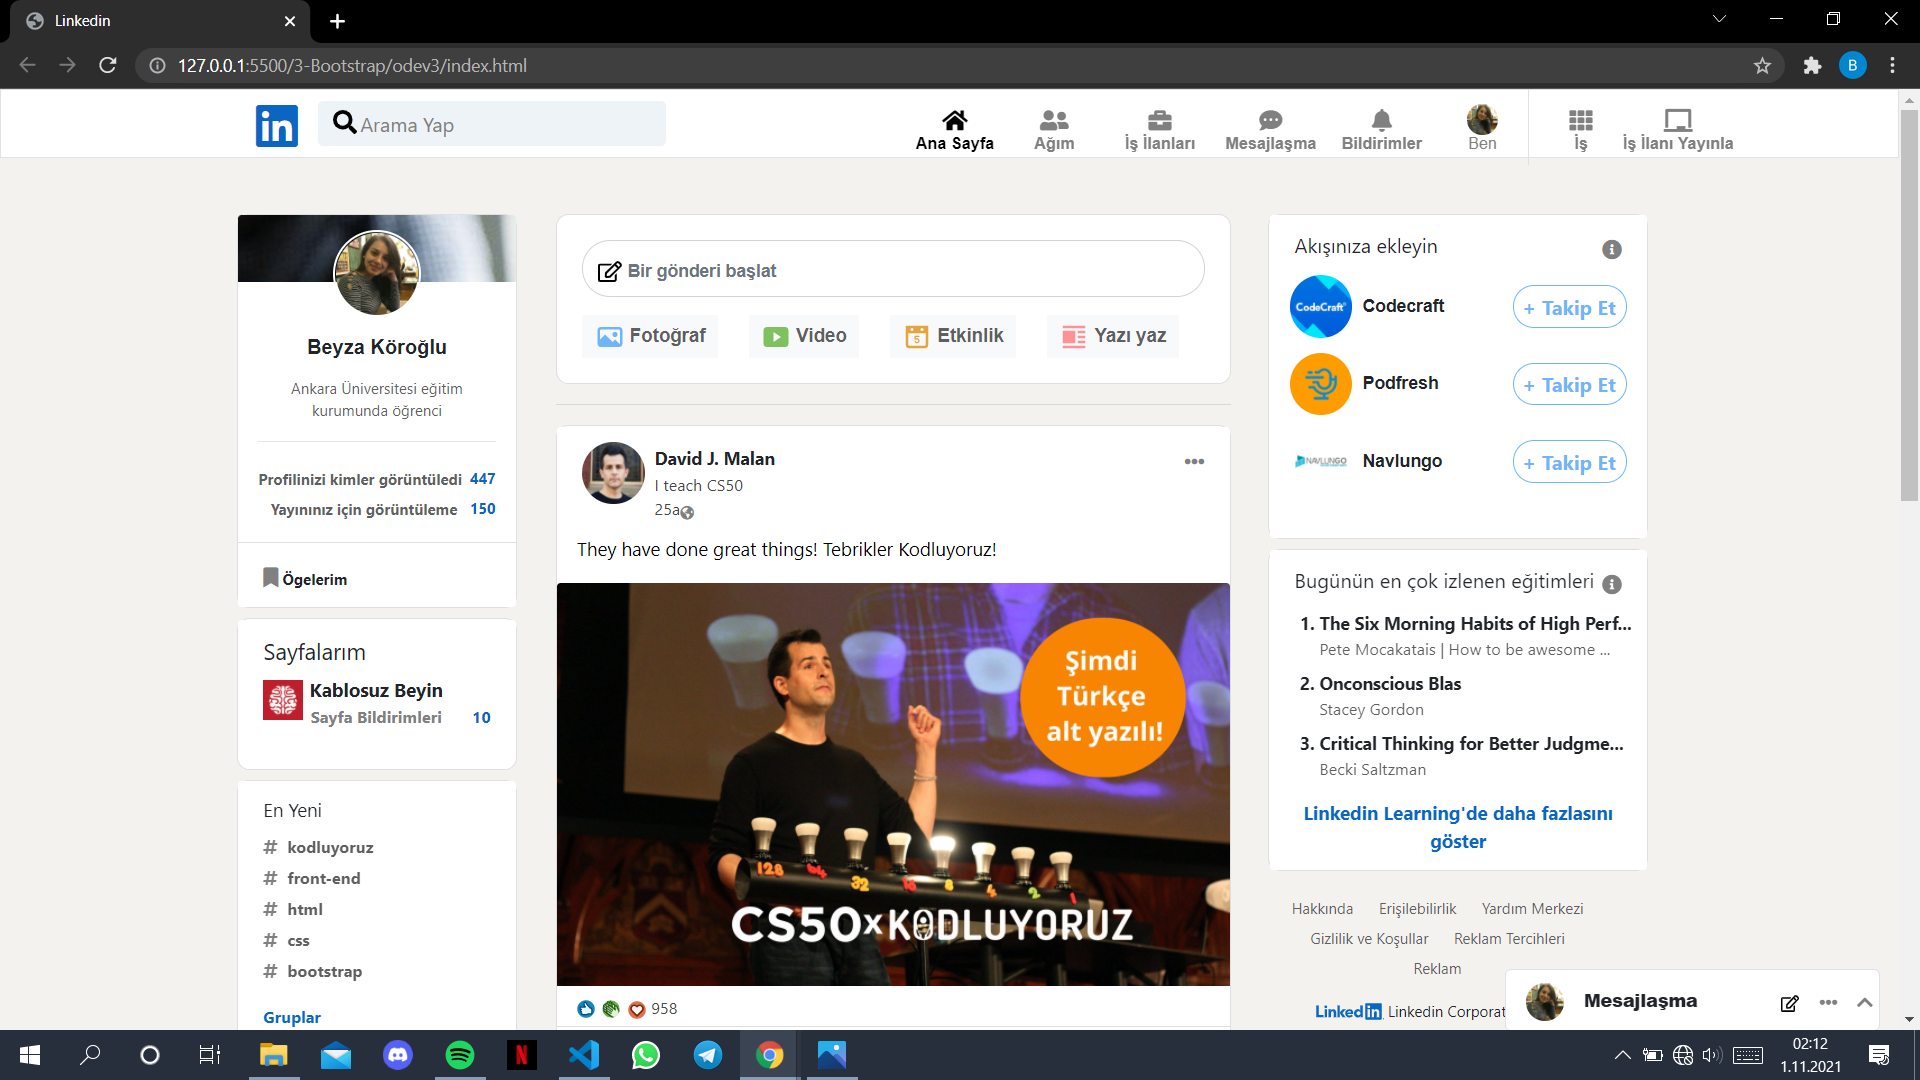 Linkedin
127.0.0.1:5500/3-Bootstrap/odev3/index.html
B
in
Arama Yap
Ana Sayfa
Ağım
İş İlanları
Mesajlaşma
Bildirimler
Ben
İş
İş İlanı Yayınla
Beyza Köroğlu
Ankara Üniversitesi eğitim
kurumunda öğrenci
Profilinizi kimler görüntüledi 447
Yayınınız için görüntüleme 150
Ögelerim
Sayfalarım
Kablosuz Beyin
Sayfa Bildirimleri 10
En Yeni
# kodluyoruz
# front-end
# html
# css
# bootstrap
Gruplar
Bir gönderi başlat
Fotoğraf
Video
5
Etkinlik
Yazı yaz
David J. Malan
I teach CS50
25a
They have done great things! Tebrikler Kodluyoruz!
Şimdi
Türkçe
alt yazılı!
128 64 32 16 8 4 2 1
CS50xKODLUYORUZ
958
Akışınıza ekleyin
CodeCraft
Codecraft
+ Takip Et
Podfresh
+ Takip Et
NAVLUNGO
Navlungo
+ Takip Et
Bugünün en çok izlenen eğitimleri
1. The Six Morning Habits of High Perf...
Pete Mocakatais | How to be awesome ...
2. Onconscious Blas
Stacey Gordon
3. Critical Thinking for Better Judgme...
Becki Saltzman
Linkedin Learning'de daha fazlasını
göster
Hakkında Erişilebilirlik Yardım Merkezi
Gizlilik ve Koşullar Reklam Tercihleri
Reklam
Linkedin Linkedin Corporat
Mesajlaşma
N
02:12
1.11.2021